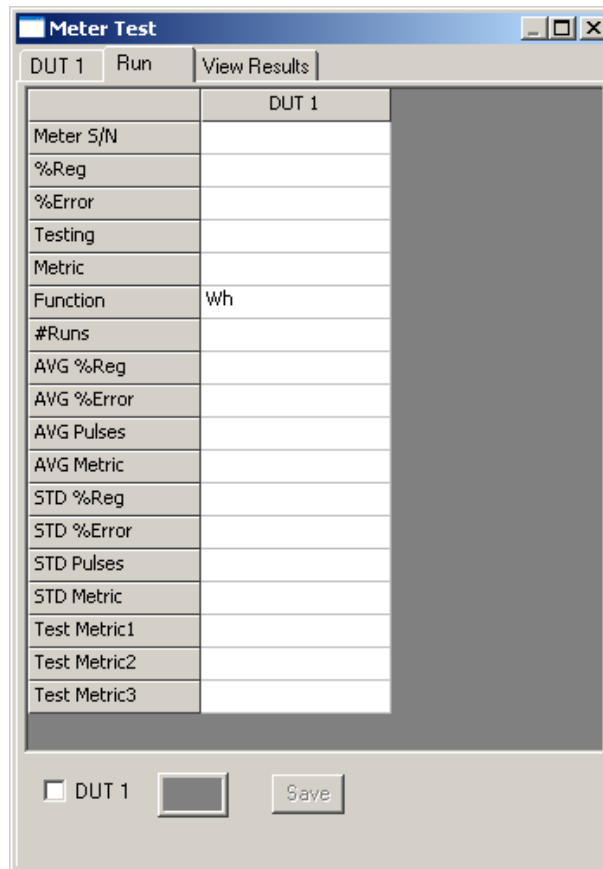 Meter Test
DUT 1 Run View Results
DUT 1
Meter S/N
%Reg
%Error
Testing
Metric
Function Wh
#Runs
AVG %Reg
AVG %Error
AVG Pulses
AVG Metric
STD %Reg
STD %Error
STD Pulses
STD Metric
Test Metric1
Test Metric2
Test Metric3
DUT 1 Save